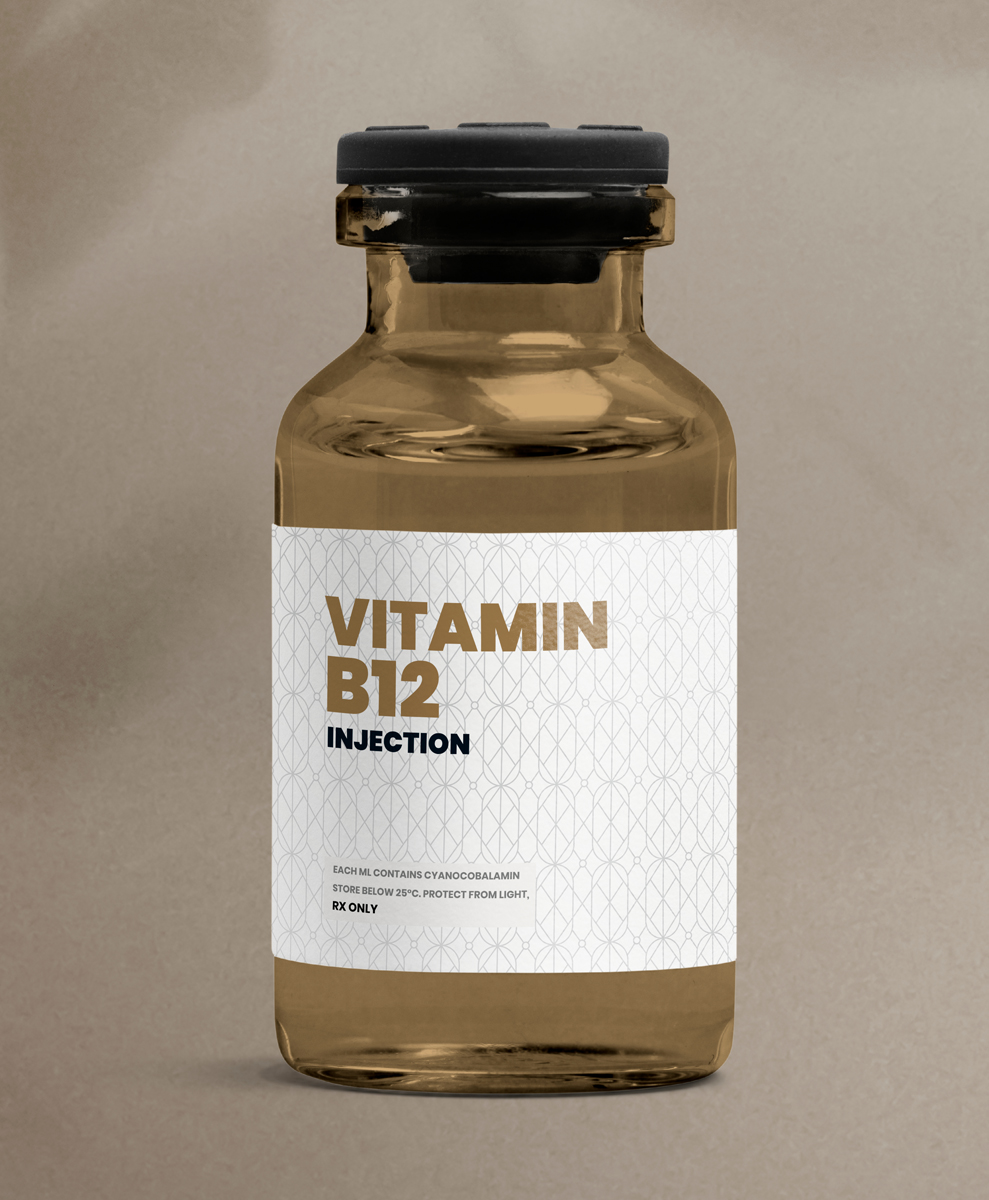 VITAMIN
B12
INJECTION
EACH ML CONTAINS CYANOCOBALAMIN
STORE BELOW 25°C. PROTECT FROM LIGHT,
RX ONLY